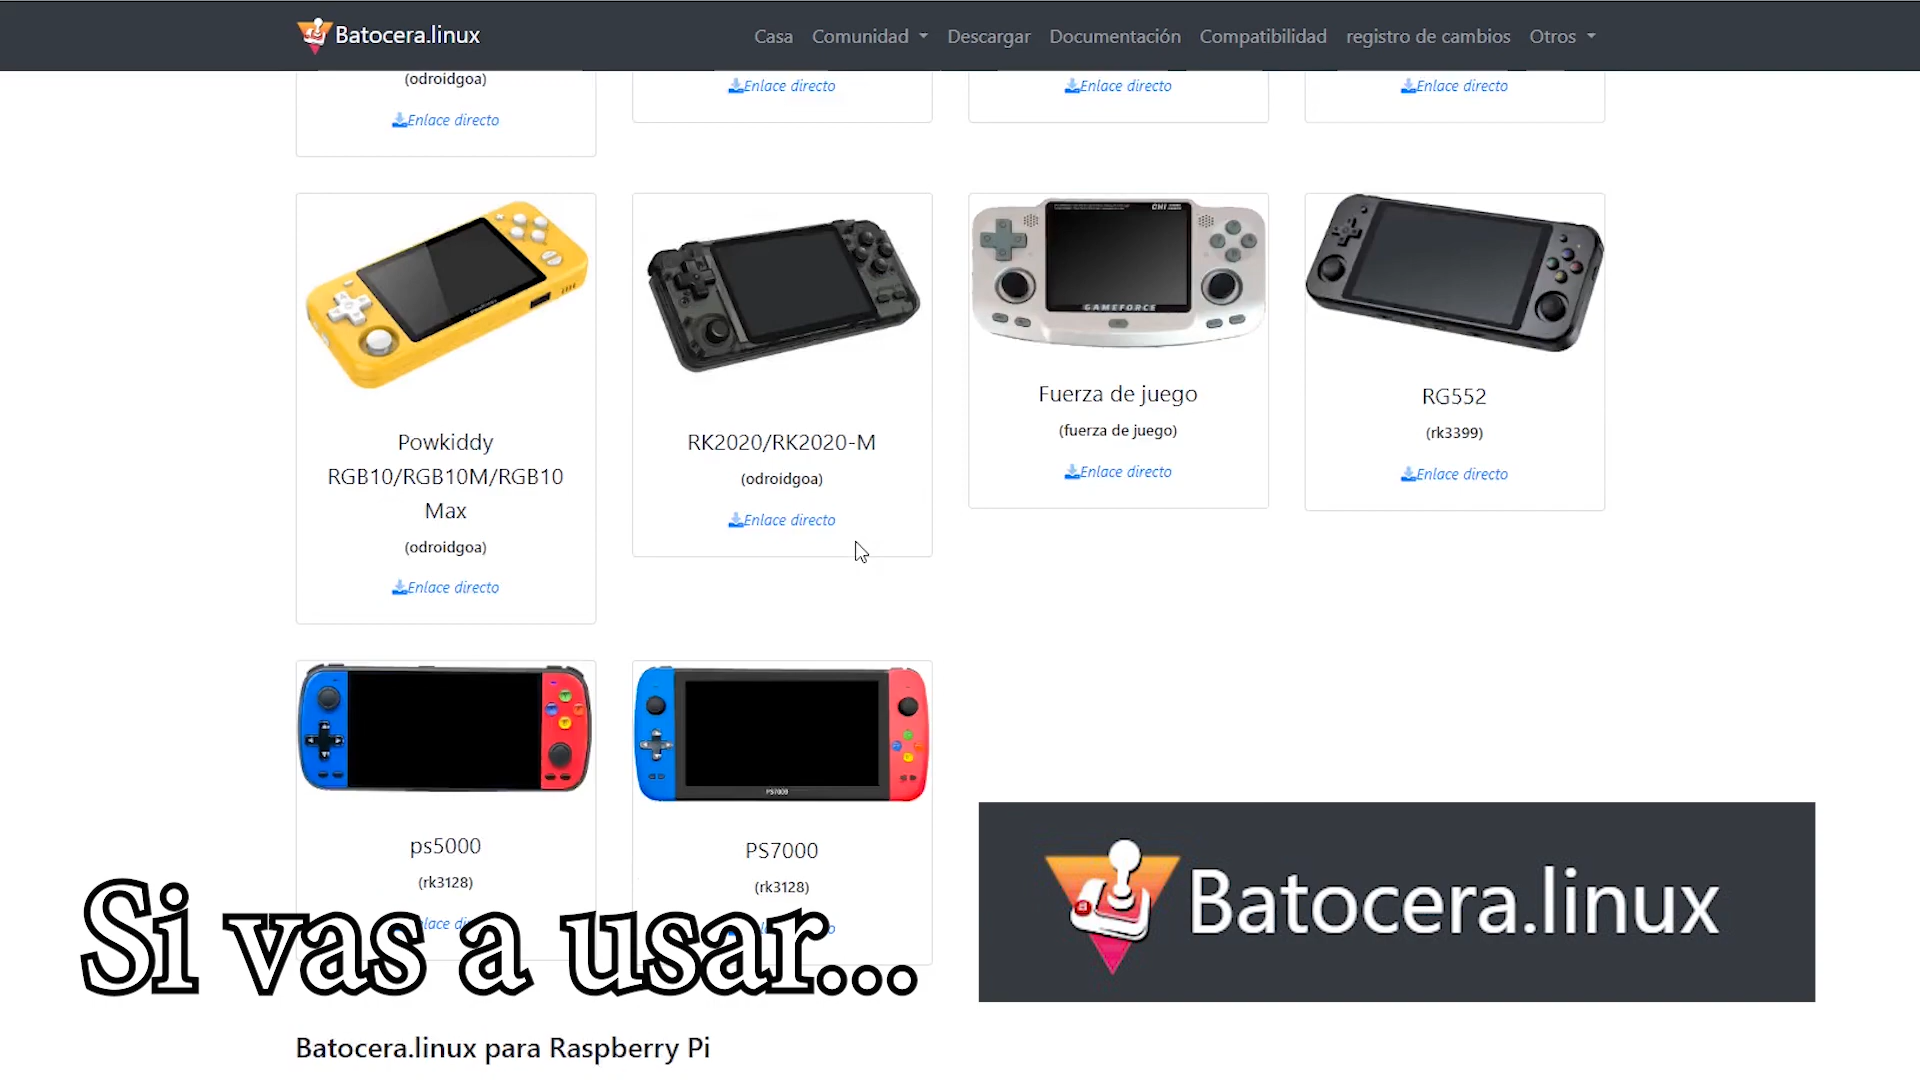 Batocera.linux
Casa Comunidad Descargar Documentación Compatibilidad registro de cambios Otros
(odroidgoa)
Enlace directo
Enlace directo
Enlace directo
Enlace directo
Powkiddy
RGB10/RGB10M/RGB10
Max
(odroidgoa)
Enlace directo
RK2020/RK2020-M
(odroidgoa)
Enlace directo
CHI
GAMEFORCE
Fuerza de juego
(fuerza de juego)
Enlace directo
RG552
(rk3399)
Enlace directo
ps5000
(rk3128)
PS7000
PS7000
(rk3128)
Si vas a usar...
Batocera.linux
Batocera.linux para Raspberry Pi